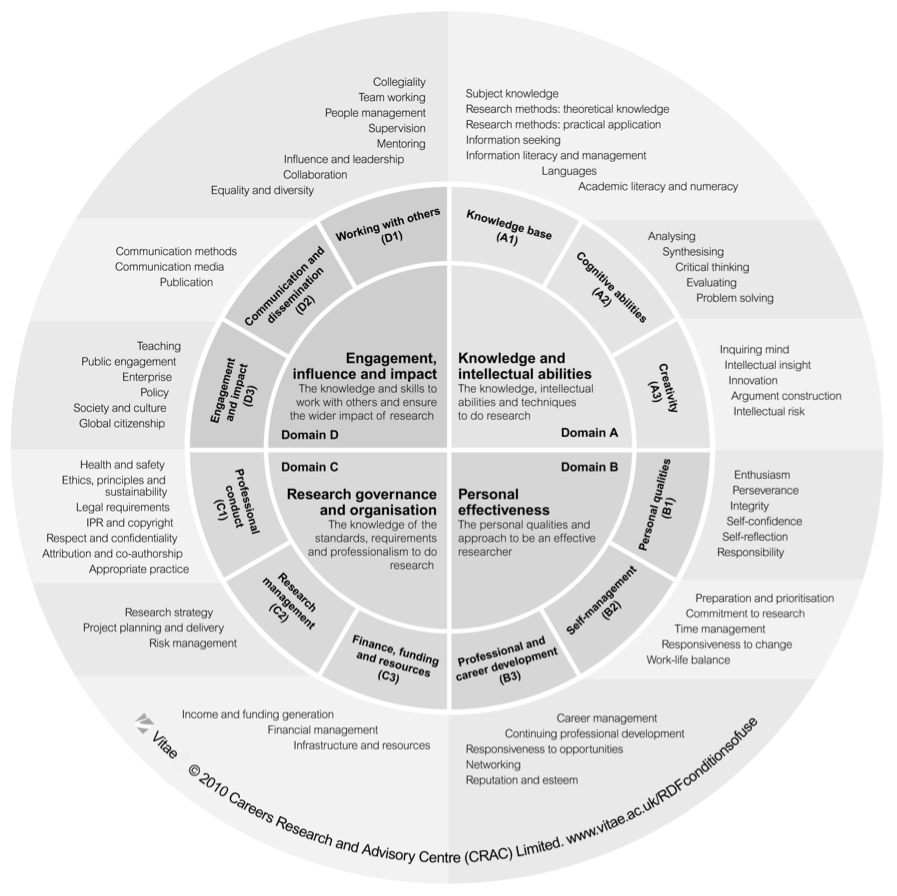 Collegiality
Team working
People management
Supervision
Mentoring
Influence and leadership
Collaboration
Equality and diversity
Subject knowledge
Research methods: theoretical knowledge
Research methods: practical application
Information seeking
Information literacy and management
Languages
Academic literacy and numeracy
Working with others
(D1)
Knowledge base
(A1)
Communication methods
Communication media
Publication
Communication and
dissemination
(D2)
Cognitive abilities
(A2)
Analysing
Synthesising
Critical thinking
Evaluating
Problem solving
Teaching
Public engagement
Enterprise
Policy
Society and culture
Global citizenship
Engagement
and impact
(D3)
Engagement,
influence and impact
The knowledge and skills to
work with others and ensure
the wider impact of research
Domain D
Knowledge and
intellectual abilities
The knowledge, intellectual
abilities and techniques
to do research
Domain A
Creativity
(A3)
Inquiring mind
Intellectual insight
Innovation
Argument construction
Intellectual risk
Health and safety
Ethics, principles and
sustainability
Legal requirements
IPR and copyright
Respect and confidentiality
Attribution and co-authorship
Appropriate practice
Professional
conduct
(C1)
Domain C
Research governance
and organisation
The knowledge of the
standards, requirements
and professionalism to do
research
Domain B
Personal
effectiveness
The personal qualities and
approach to be an effective
researcher
Personal qualities
(B1)
Enthusiasm
Perseverance
Integrity
Self-confidence
Self-reflection
Responsibility
Research strategy
Project planning and delivery
Risk management
Research
management
(C2)
Self-management
(B2)
Preparation and prioritisation
Commitment to research
Time management
Responsiveness to change
Work-life balance
Finance, funding
and resources
(C3)
Professional and
career development
(B3)
Income and funding generation
Financial management
Infrastructure and resources
Career management
Continuing professional development
Responsiveness to opportunities
Networking
Reputation and esteem
Vitae
© 2010 Careers Research and Advisory Centre (CRAC) Limited. www.vitae.ac.uk/RDFconditionsofuse